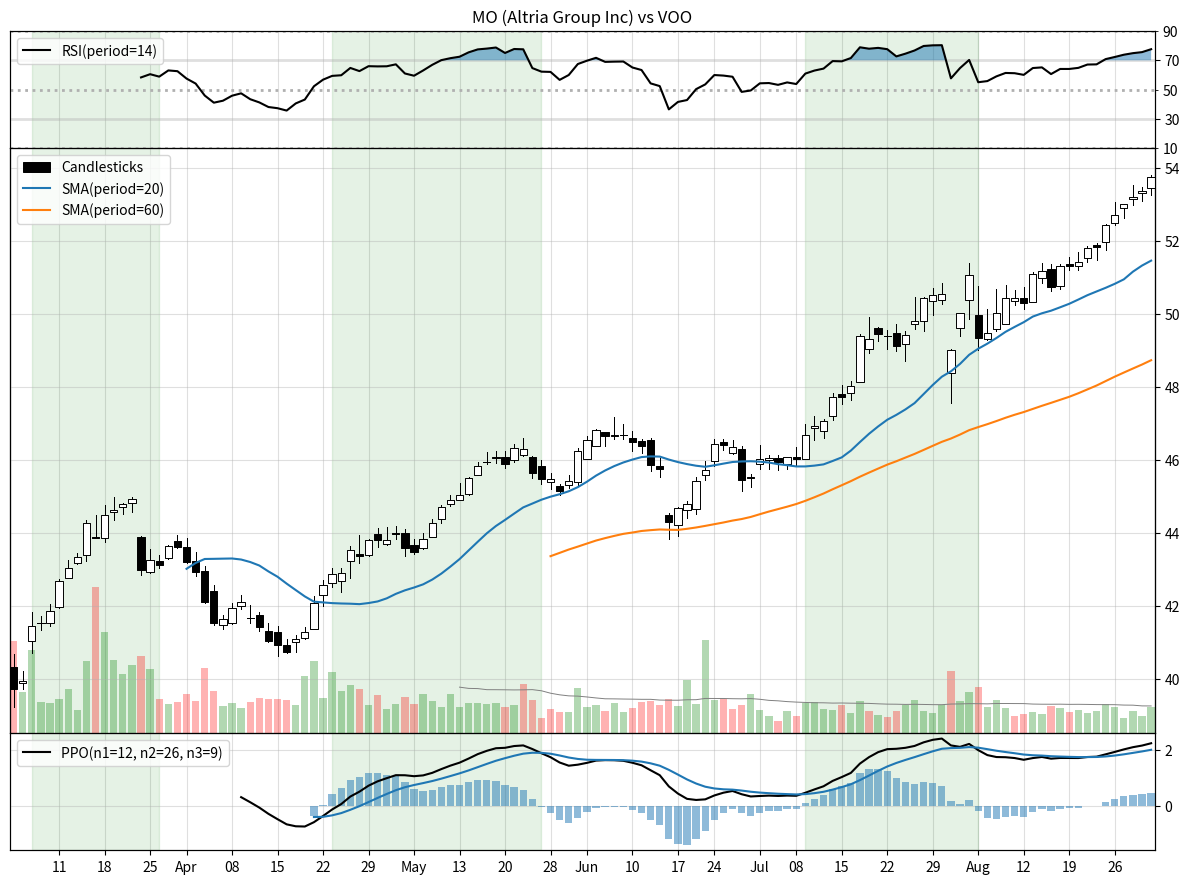 MO (Altria Group Inc) vs VOO
RSI(period=14)
90
70
50
30
10
Candlesticks
SMA(period=20)
SMA(period=60)
54
52
50
48
46
44
42
40
PPO(n1=12, n2=26, n3=9)
2
0
11 18 25 Apr 08 15 22 29 May 13 20 28 Jun 10 17 24 Jul 08 15 22 29 Aug 12 19 26